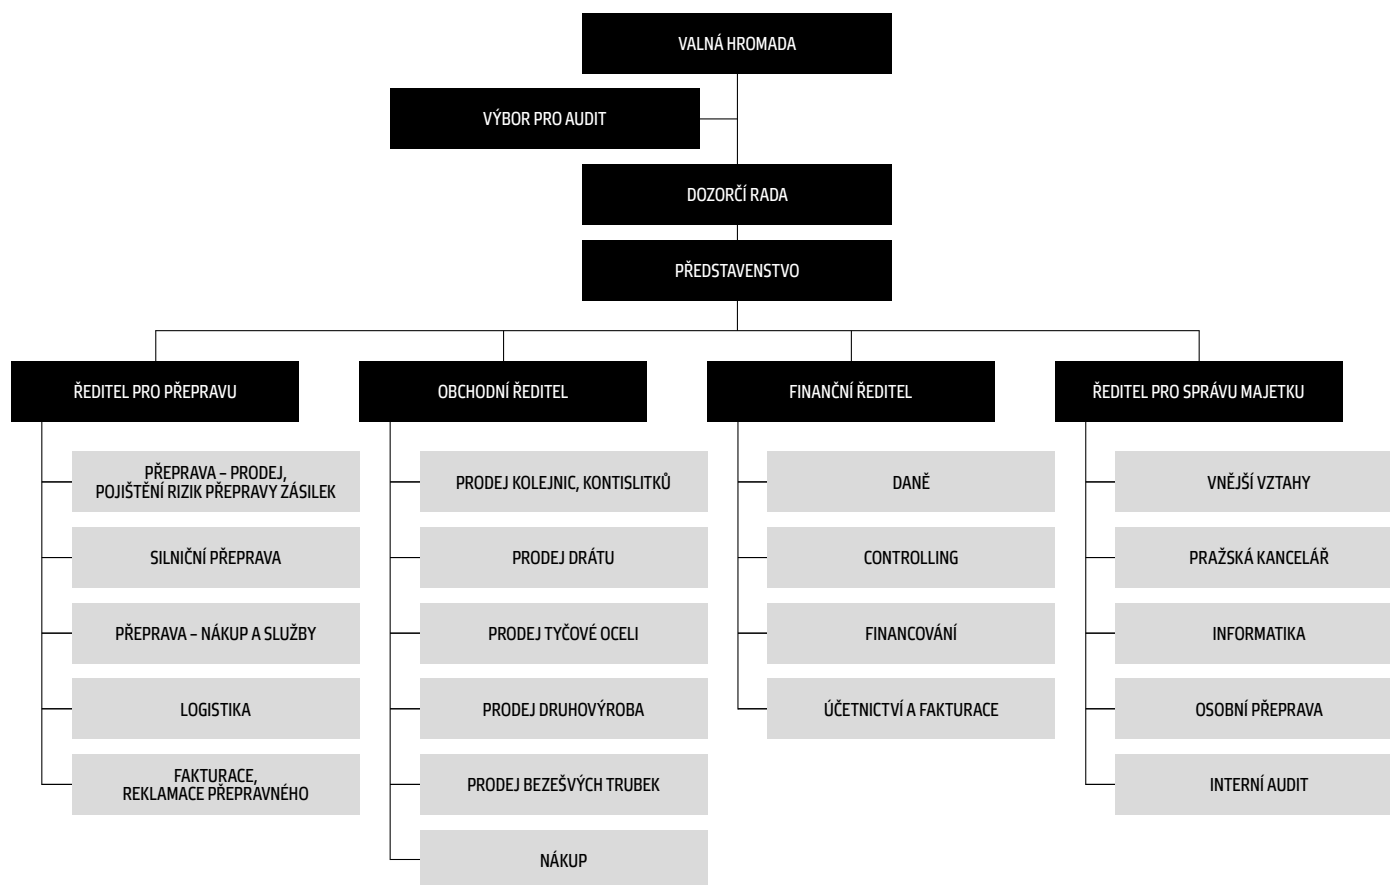 VALNÁ HROMADA
VÝBOR PRO AUDIT
DOZORČÍ RADA
PŘEDSTAVENSTVO
ŘEDITEL PRO PŘEPRAVU
PŘEPRAVA – PRODEJ,
POJIŠTĚNÍ RIZIK PŘEPRAVY ZÁSILEK
SILNIČNÍ PŘEPRAVA
PŘEPRAVA – NÁKUP A SLUŽBY
LOGISTIKA
FAKTURACE,
REKLAMACE PŘEPRAVNÉHO
OBCHODNÍ ŘEDITEL
PRODEJ KOLEJNIC, KONTISLITKŮ
PRODEJ DRÁTU
PRODEJ TYČOVÉ OCELI
PRODEJ DRUHOVÝROBA
PRODEJ BEZEŠVÝCH TRUBEK
NÁKUP
FINANČNÍ ŘEDITEL
DANĚ
CONTROLLING
FINANCOVÁNÍ
ÚČETNICTVÍ A FAKTURACE
ŘEDITEL PRO SPRÁVU MAJETKU
VNĚJŠÍ VZTAHY
PRAŽSKÁ KANCELÁŘ
INFORMATIKA
OSOBNÍ PŘEPRAVA
INTERNÍ AUDIT